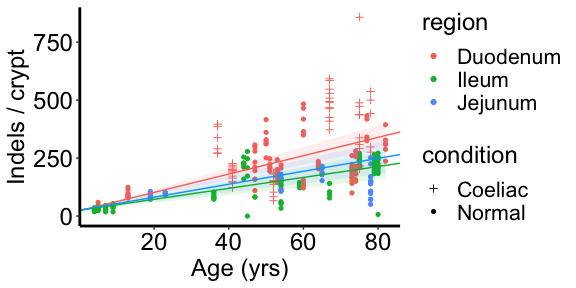 Indels / crypt
750
500
250
0
20
40
60
80
Age (yrs)
region
Duodenum
Ileum
Jejunum
condition
Coeliac
Normal